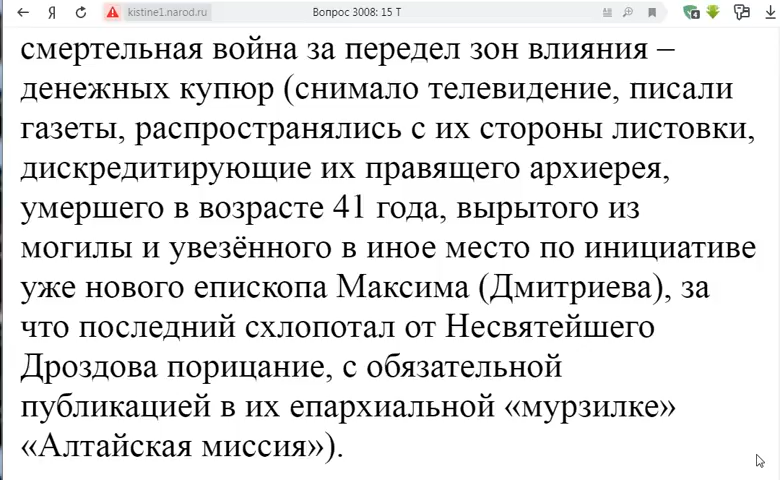 kistine1.narod.ru
Вопрос 3008: 15 Т
смертельная война за передел зон влияния –
денежных купюр (снимало телевидение, писали
газеты, распространялись с их стороны листовки,
дискредитирующие их правящего архиерея,
умершего в возрасте 41 года, вырытого из
могилы и увезённого в иное место по инициативе
уже нового епископа Максима (Дмитриева), за
что последний схлопотал от Несвятейшего
Дроздова порицание, с обязательной
публикацией в их епархиальной «мурзилке»
«Алтайская миссия»).